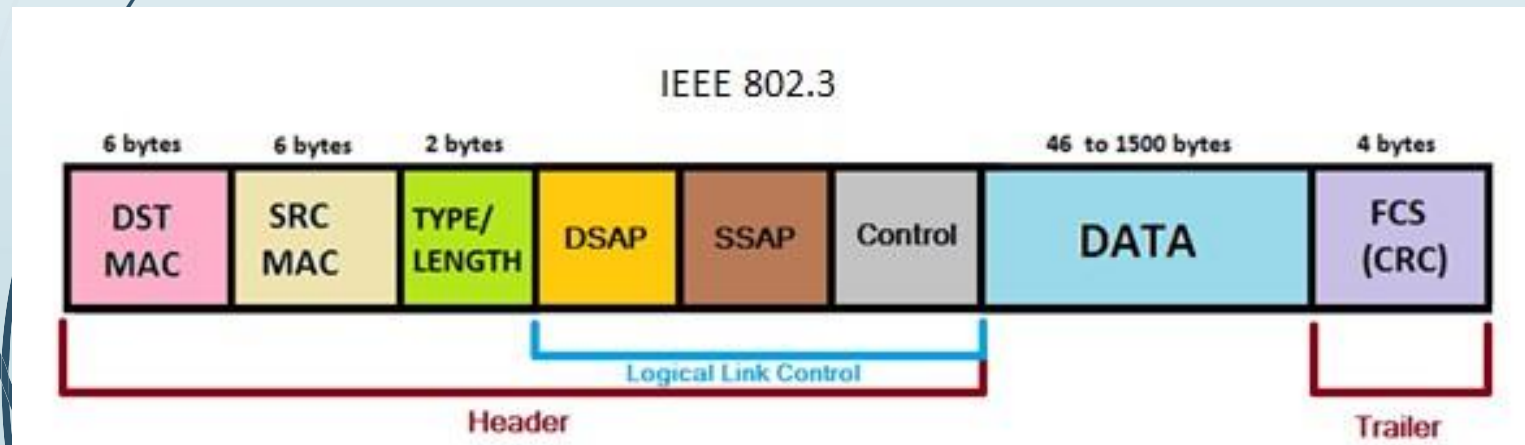 IEEE 802.3
6 bytes 6 bytes 2 bytes 46 to 1500 bytes 4 bytes
DST MAC
SRC MAC
TYPE/ LENGTH
DSAP
SSAP
Control
DATA
FCS (CRC)
Logical Link Control
Header
Trailer